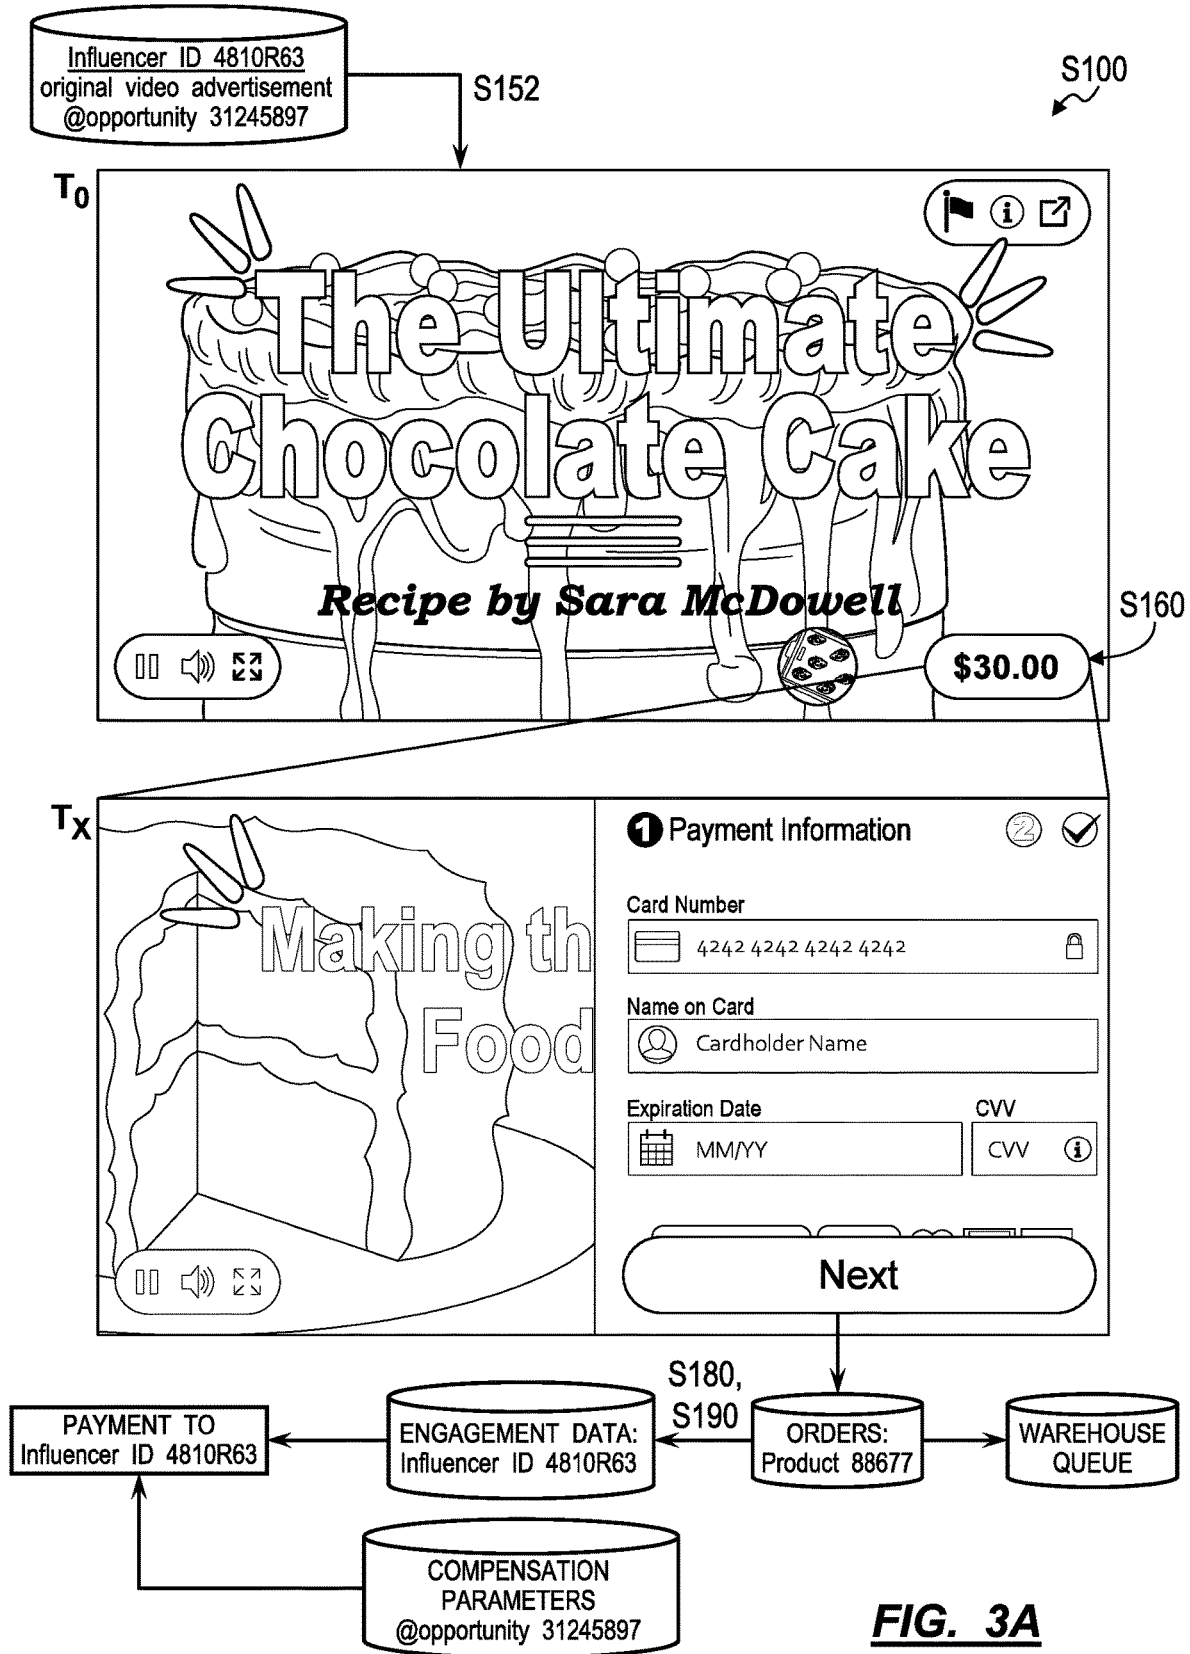 Influencer ID 4810R63
original video advertisement
@opportunity 31245897
S152
S100
T0
The Ultimate
Chocolate Cake
Recipe by Sara McDowell
S160
$30.00
TX
1 Payment Information 2
Card Number
4242 4242 4242 4242
Making th
Food
Name on Card
Cardholder Name
Expiration Date CVV
MM/YY CVV
Next
S180,
S190
PAYMENT TO
Influencer ID 4810R63
ENGAGEMENT DATA:
Influencer ID 4810R63
ORDERS:
Product 88677
WAREHOUSE
QUEUE
COMPENSATION
PARAMETERS
@opportunity 31245897
FIG. 3A